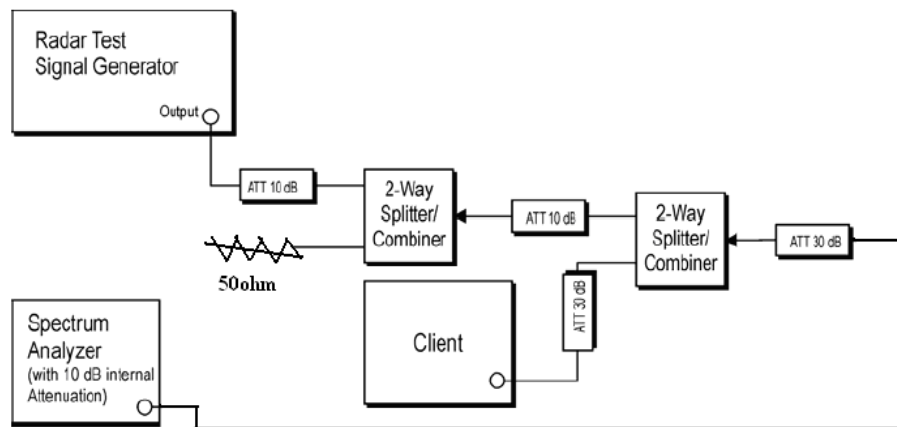 Radar Test
Signal Generator
Output
ATT 10 dB
2-Way
Splitter/
Combiner
ATT 10 dB
2-Way
Splitter/
Combiner
ATT 30 dB
50ohm
ATT 30 dB
Client
Spectrum
Analyzer
(with 10 dB internal
Attenuation)